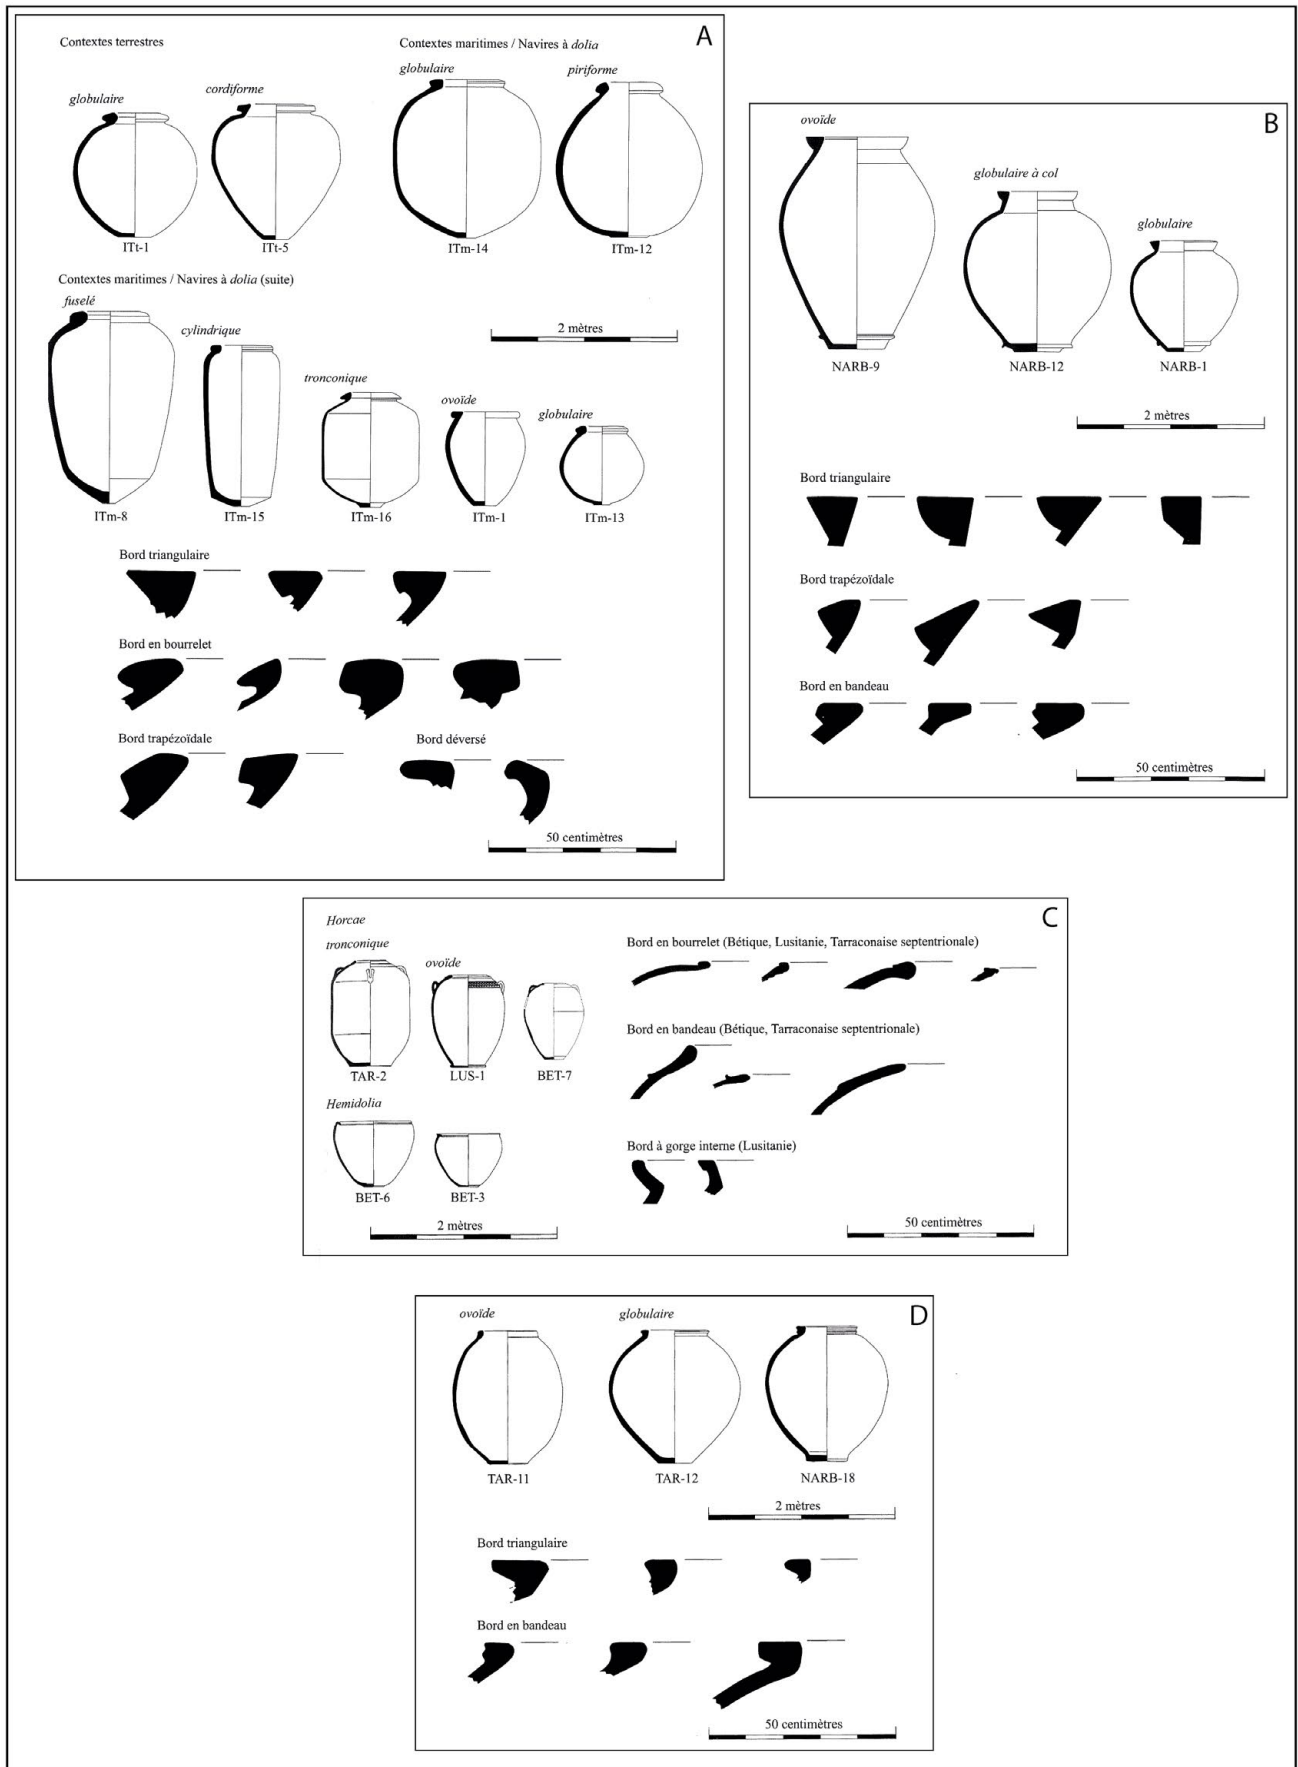 A
Contextes terrestres
Contextes maritimes / Navires à dolia
globulaire
cordiforme
globulaire
piriforme
ITt-1
ITt-5
ITm-14
ITm-12
Contextes maritimes / Navires à dolia (suite)
2 mètres
fuselé
cylindrique
tronconique
ovoïde
globulaire
ITm-8
ITm-15
ITm-16
ITm-1
ITm-13
Bord triangulaire
Bord en bourrelet
Bord trapézoïdale
Bord déversé
50 centimètres
B
ovoïde
globulaire à col
globulaire
NARB-9
NARB-12
NARB-1
2 mètres
Bord triangulaire
Bord trapézoïdale
Bord en bandeau
50 centimètres
C
Horcae
tronconique
ovoïde
TAR-2
LUS-1
BET-7
Hemidolia
BET-6
BET-3
2 mètres
Bord en bourrelet (Bétique, Lusitanie, Tarraconaise septentrionale)
Bord en bandeau (Bétique, Tarraconaise septentrionale)
Bord à gorge interne (Lusitanie)
50 centimètres
D
ovoïde
globulaire
TAR-11
TAR-12
NARB-18
2 mètres
Bord triangulaire
Bord en bandeau
50 centimètres